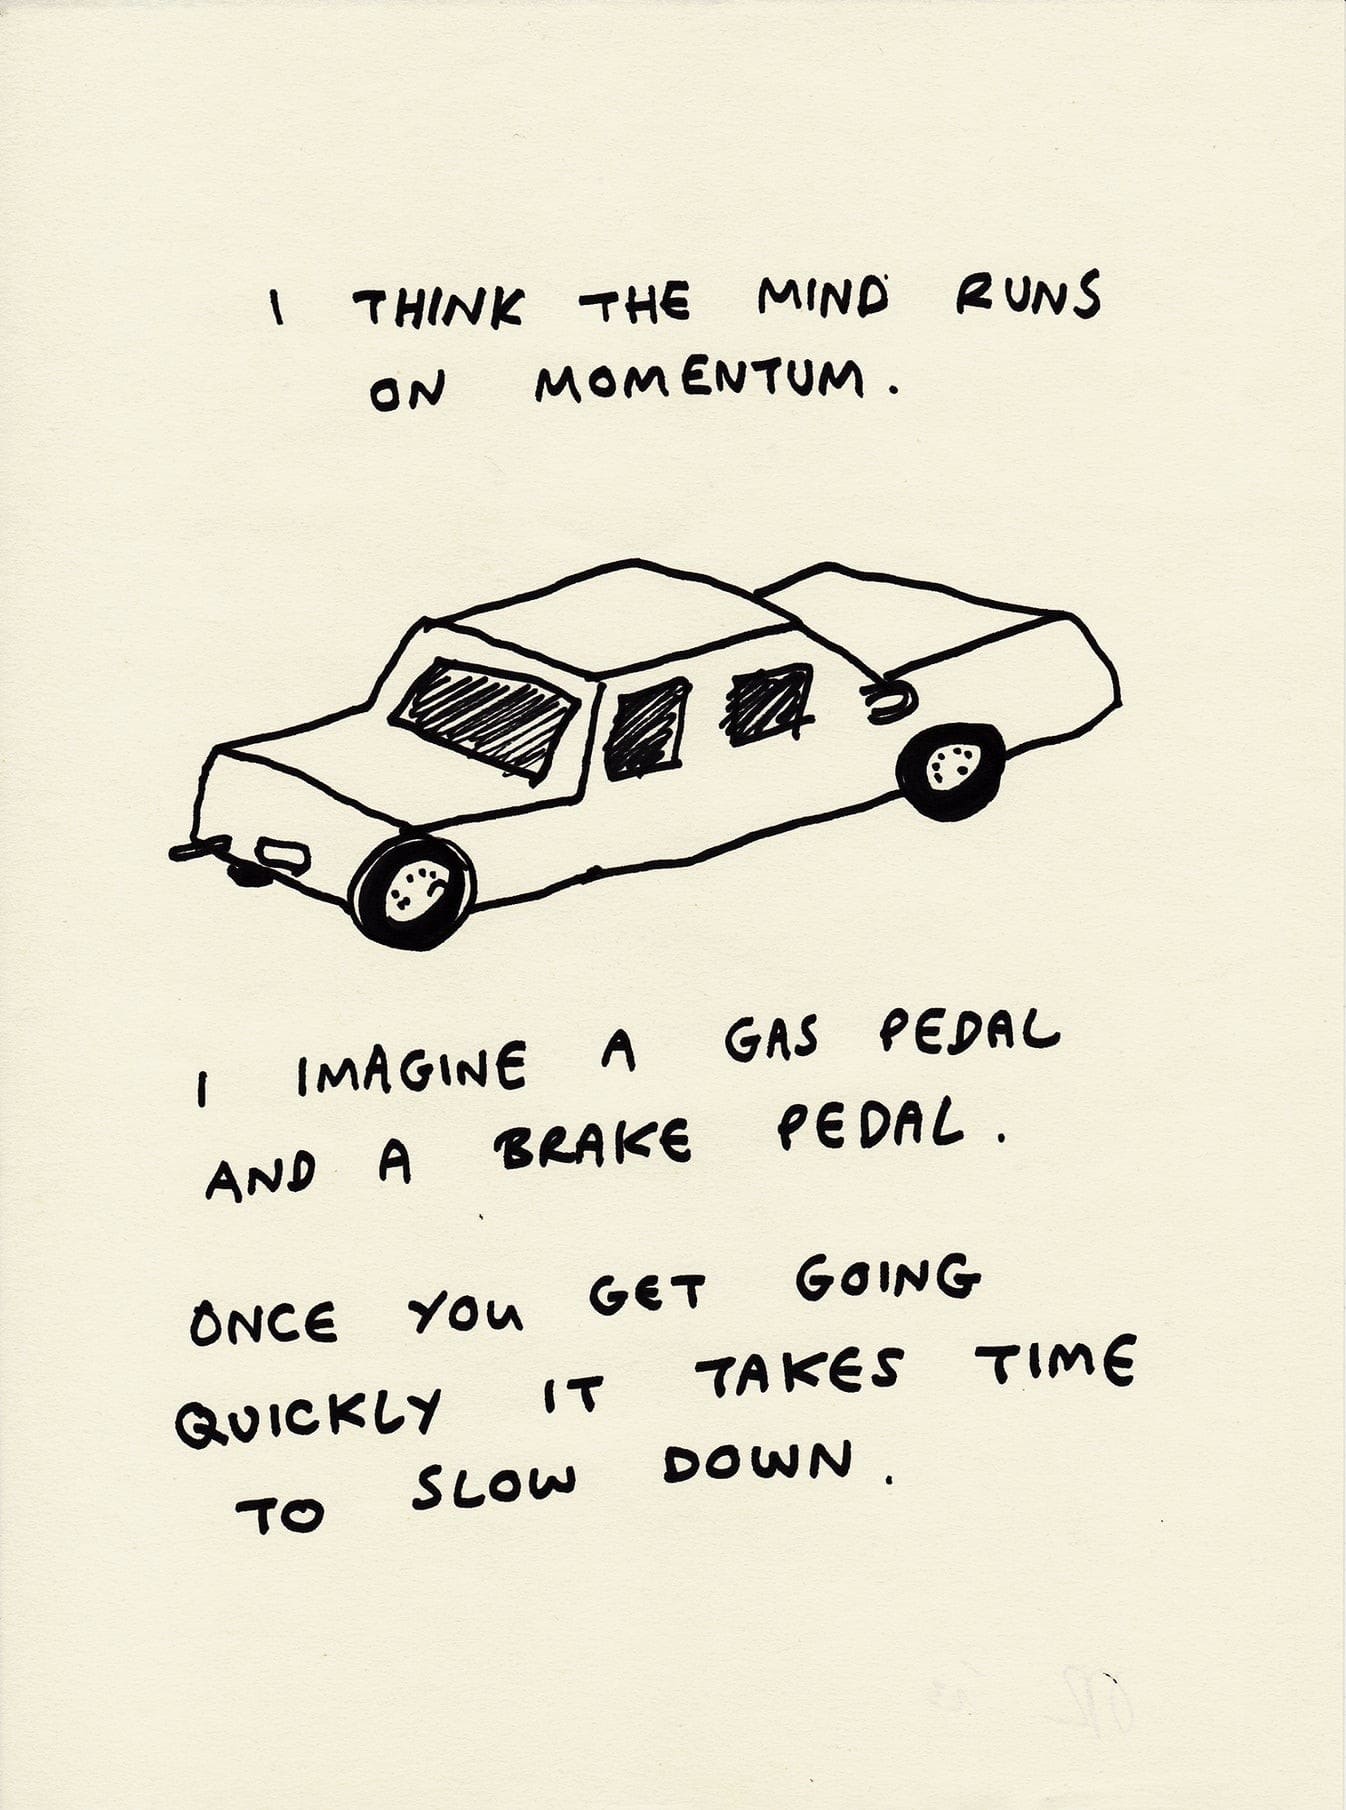 I THINK THE MIND RUNS
ON MOMENTUM.
I IMAGINE A GAS PEDAL
AND A BRAKE PEDAL.
ONCE YOU GET GOING
QUICKLY IT TAKES TIME
TO SLOW DOWN.